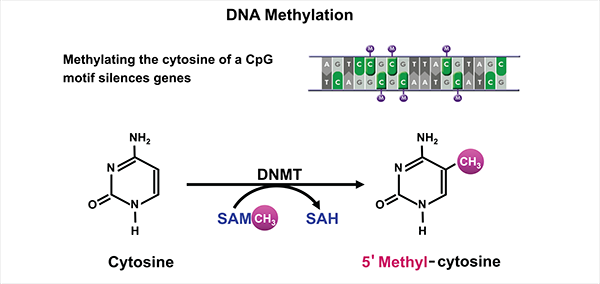 DNA Methylation
Methylating the cytosine of a CpG
motif silences genes
M M M
A G T C C G C G T T A C G T A G C
T C A G G C G C A A T G C A T C G
M M M
NH₂
N
O
N
H
Cytosine
DNMT
SAM CH₃
SAH
NH₂
CH₃
N
O
N
H
5' Methyl-cytosine